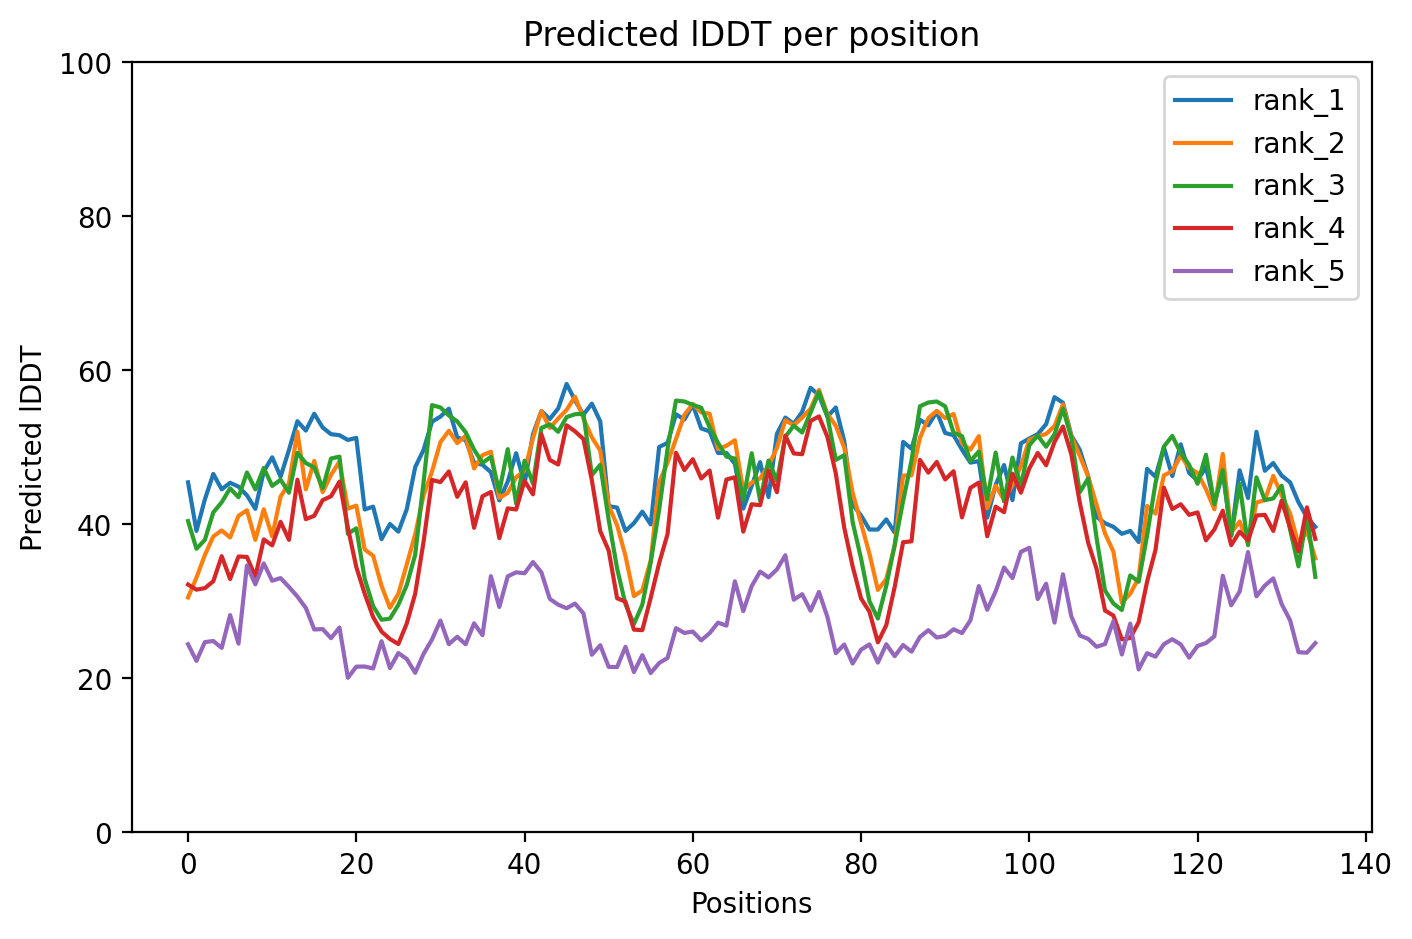 Predicted lDDT per position
100
80
60
40
20
0
Predicted lDDT
0 20 40 60 80 100 120 140
Positions
rank_1
rank_2
rank_3
rank_4
rank_5